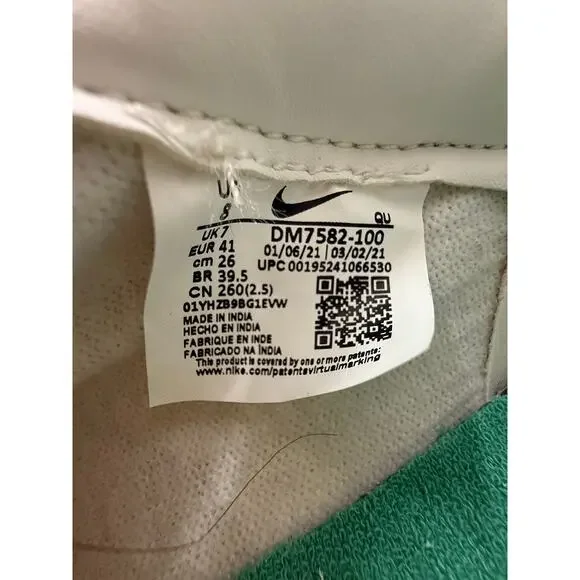 8
UK 7
EUR 41
cm 26
BR 39.5
CN 260(2.5)
QU
DM7582-100
01/06/21 | 03/02/21
UPC 00195241066530
01YHZB9BG1EVW
MADE IN INDIA
HECHO EN INDIA
FABRIQUE EN INDE
FABRICADO NA ÍNDIA
This product is covered by one or more patents:
www.nike.com/patentsvirtualmarking